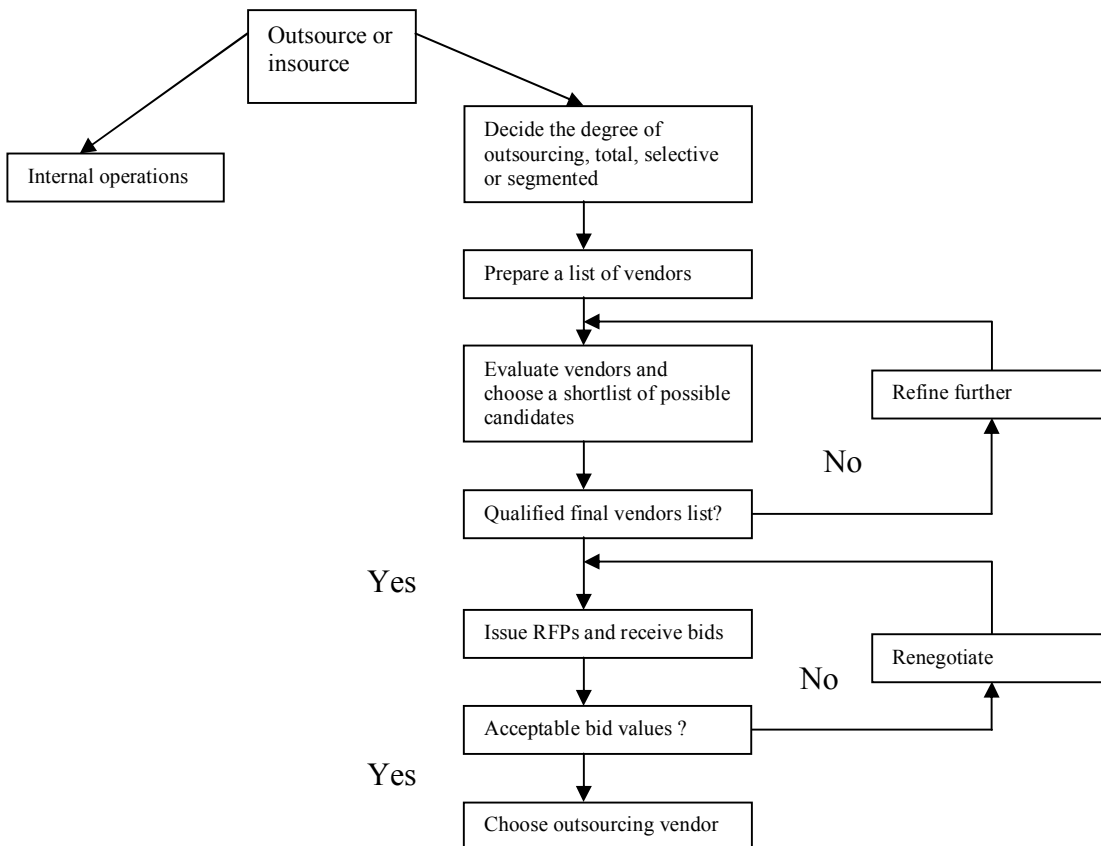 Outsource or
insource
Internal operations
Decide the degree of
outsourcing, total, selective
or segmented
Prepare a list of vendors
Evaluate vendors and
choose a shortlist of possible
candidates
Refine further
No
Qualified final vendors list?
Yes
Issue RFPs and receive bids
Renegotiate
No
Acceptable bid values ?
Yes
Choose outsourcing vendor